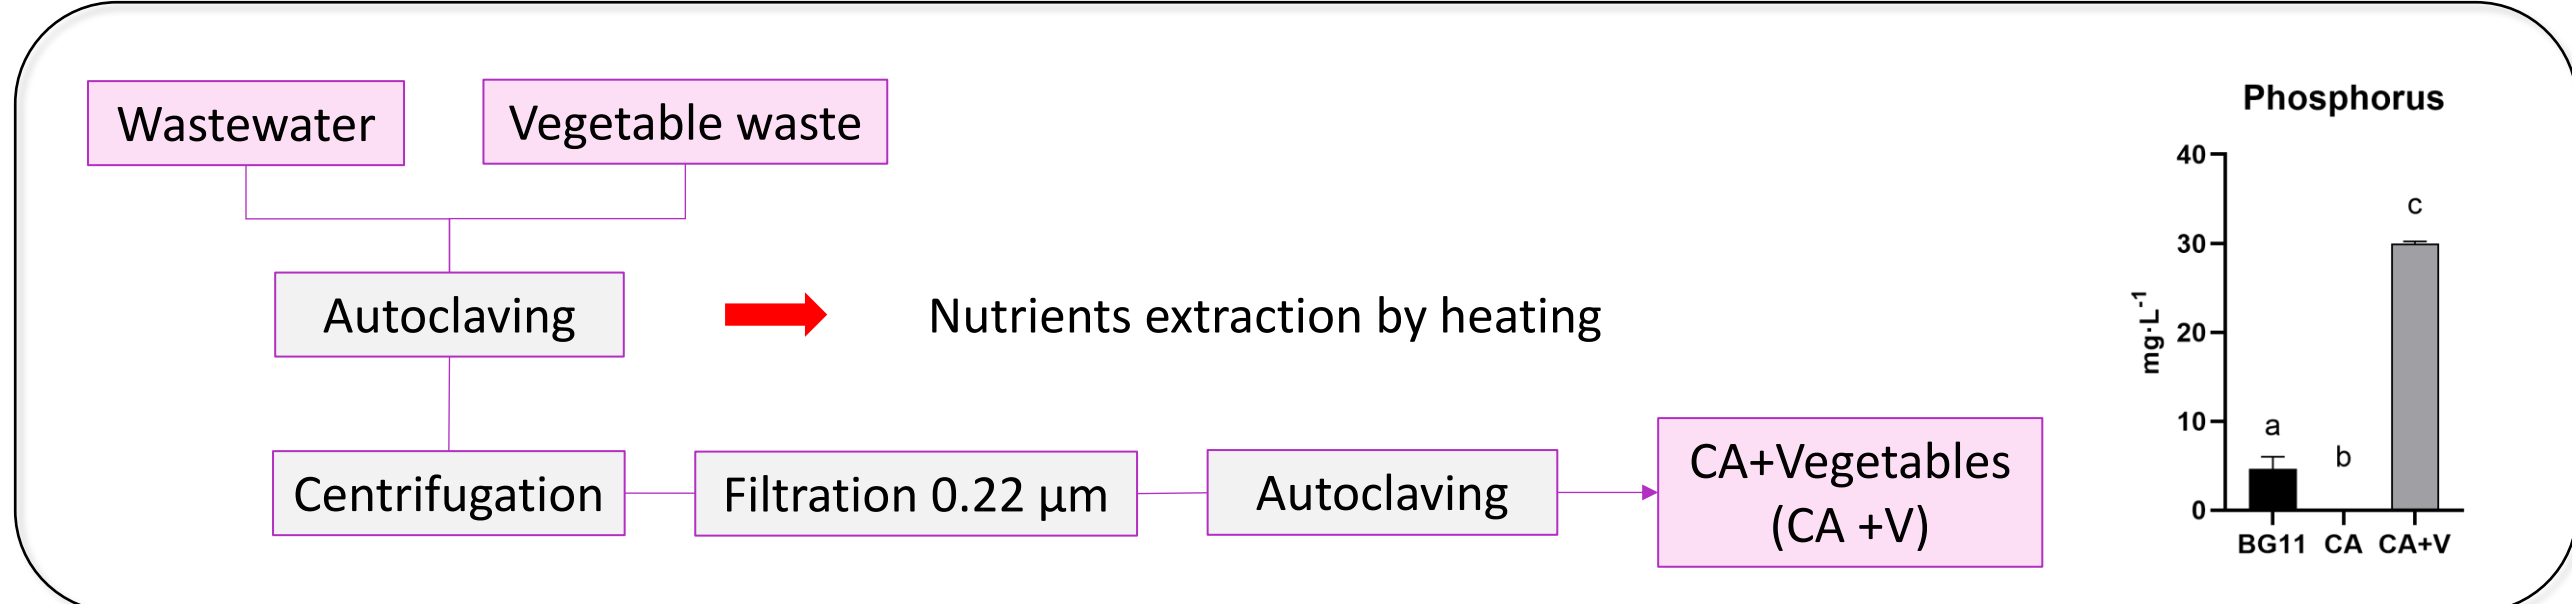 Wastewater
Vegetable waste
Autoclaving
Nutrients extraction by heating
Centrifugation
Filtration 0.22 µm
Autoclaving
CA+Vegetables
(CA +V)
Phosphorus
mg·L⁻¹
40
30
20
10
0
a
b
c
BG11 CA CA+V